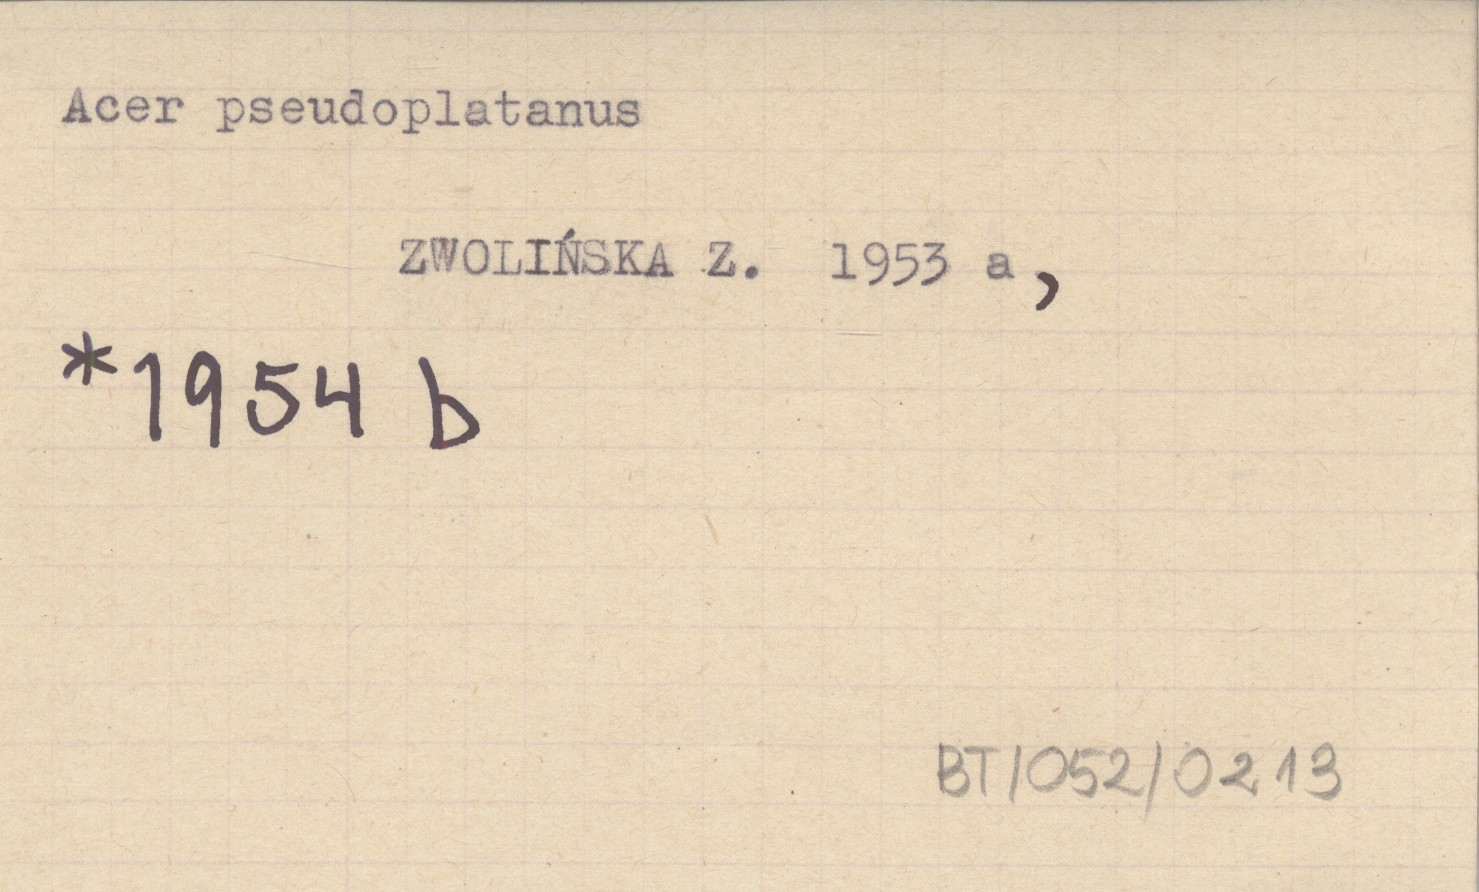 Acer pseudoplatanus
ZWOLIŃSKA Z. 1953 a,
*1954 b
BT/052/0213